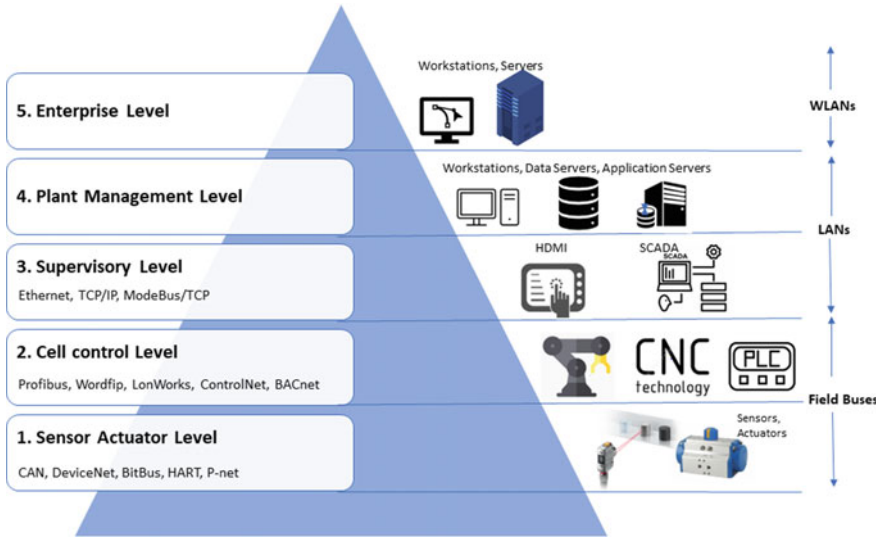 Workstations, Servers
5. Enterprise Level
WLANs
Workstations, Data Servers, Application Servers
4. Plant Management Level
LANs
HDMI
SCADA
SCADA
3. Supervisory Level
Ethernet, TCP/IP, ModeBus/TCP
2. Cell control Level
Profibus, Wordfip, LonWorks, ControlNet, BACnet
CNC
technology
PLC
Field Buses
1. Sensor Actuator Level
CAN, DeviceNet, BitBus, HART, P-net
Sensors,
Actuators